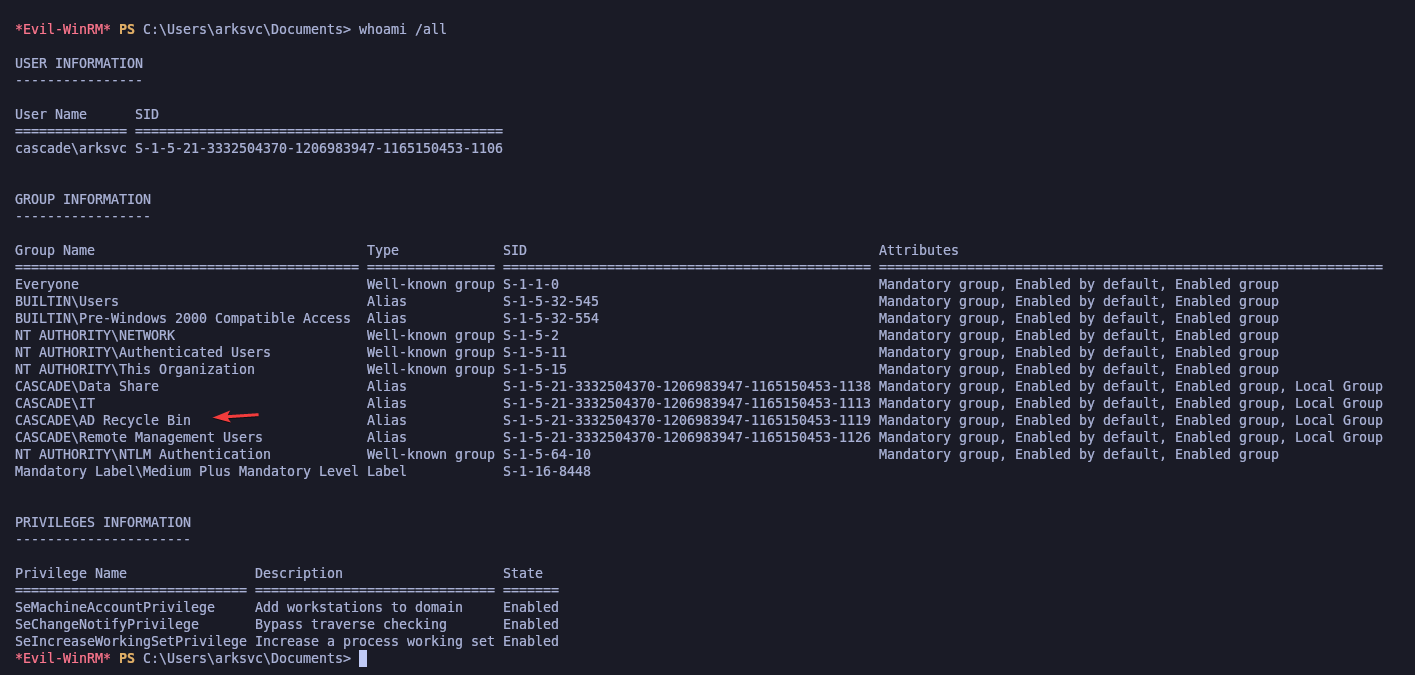 *Evil-WinRM* PS C:\Users\arksvc\Documents> whoami /all
USER INFORMATION
----------------
User Name      SID
============== ==============================================
cascade\arksvc S-1-5-21-3332504370-1206983947-1165150453-1106
GROUP INFORMATION
-----------------
Group Name                                  Type             SID                                            Attributes
=========================================== ================ ============================================== ===============================================================
Everyone                                    Well-known group S-1-1-0                                        Mandatory group, Enabled by default, Enabled group
BUILTIN\Users                               Alias            S-1-5-32-545                                   Mandatory group, Enabled by default, Enabled group
BUILTIN\Pre-Windows 2000 Compatible Access  Alias            S-1-5-32-554                                   Mandatory group, Enabled by default, Enabled group
NT AUTHORITY\NETWORK                        Well-known group S-1-5-2                                        Mandatory group, Enabled by default, Enabled group
NT AUTHORITY\Authenticated Users            Well-known group S-1-5-11                                       Mandatory group, Enabled by default, Enabled group
NT AUTHORITY\This Organization              Well-known group S-1-5-15                                       Mandatory group, Enabled by default, Enabled group
CASCADE\Data Share                          Alias            S-1-5-21-3332504370-1206983947-1165150453-1138 Mandatory group, Enabled by default, Enabled group, Local Group
CASCADE\IT                                  Alias            S-1-5-21-3332504370-1206983947-1165150453-1113 Mandatory group, Enabled by default, Enabled group, Local Group
CASCADE\AD Recycle Bin                      Alias            S-1-5-21-3332504370-1206983947-1165150453-1119 Mandatory group, Enabled by default, Enabled group, Local Group
CASCADE\Remote Management Users             Alias            S-1-5-21-3332504370-1206983947-1165150453-1126 Mandatory group, Enabled by default, Enabled group, Local Group
NT AUTHORITY\NTLM Authentication            Well-known group S-1-5-64-10                                    Mandatory group, Enabled by default, Enabled group
Mandatory Label\Medium Plus Mandatory Level Label            S-1-16-8448
PRIVILEGES INFORMATION
----------------------
Privilege Name                Description                    State
============================= ============================== =======
SeMachineAccountPrivilege     Add workstations to domain     Enabled
SeChangeNotifyPrivilege       Bypass traverse checking       Enabled
SeIncreaseWorkingSetPrivilege Increase a process working set Enabled
*Evil-WinRM* PS C:\Users\arksvc\Documents>